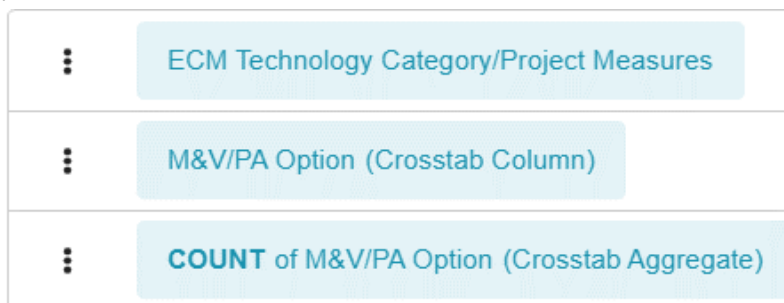 ECM Technology Category/Project Measures
M&V/PA Option (Crosstab Column)
COUNT of M&V/PA Option (Crosstab Aggregate)